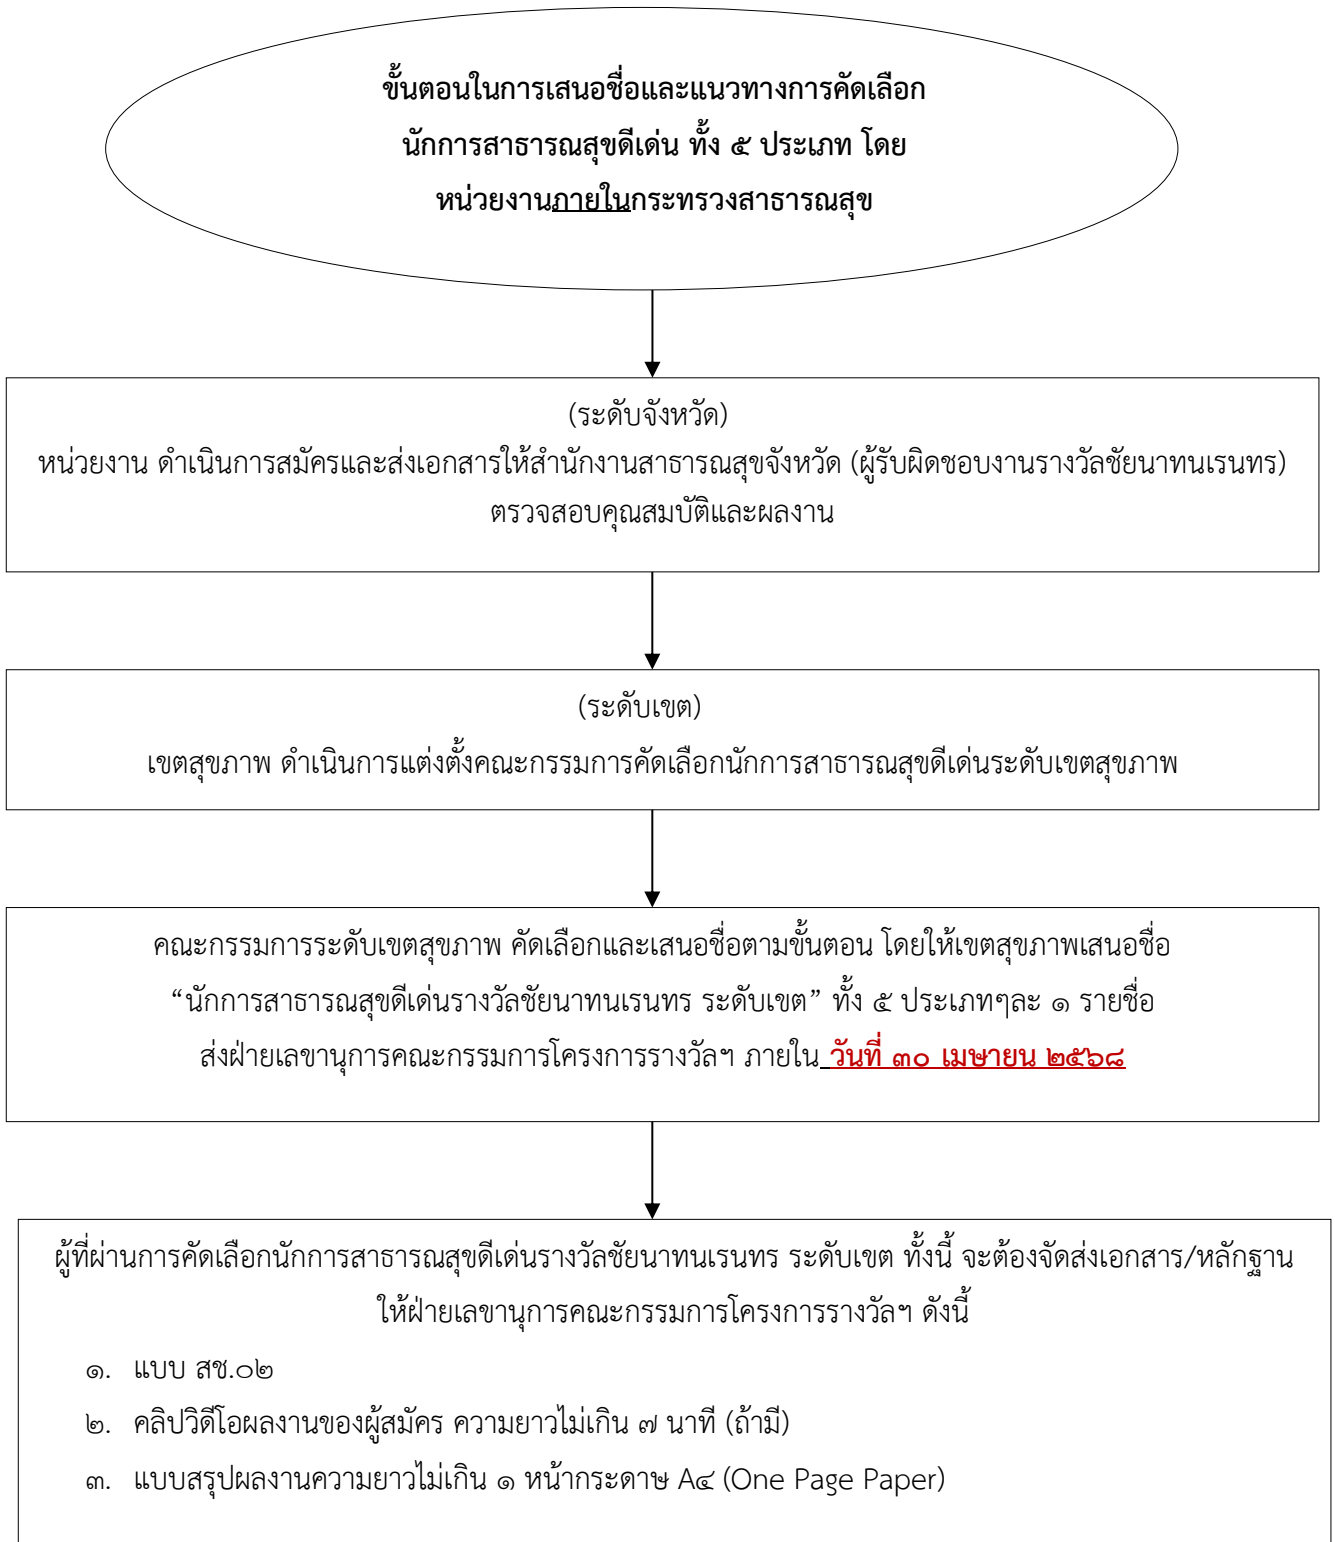 ขั้นตอนในการเสนอชื่อและแนวทางการคัดเลือก
นักการสาธารณสุขดีเด่น ทั้ง ๕ ประเภท โดย
หน่วยงานภายในกระทรวงสาธารณสุข
(ระดับจังหวัด)
หน่วยงาน ดำเนินการสมัครและส่งเอกสารให้สำนักงานสาธารณสุขจังหวัด (ผู้รับผิดชอบงานรางวัลชัยนาทนเรนทร)
ตรวจสอบคุณสมบัติและผลงาน
(ระดับเขต)
เขตสุขภาพ ดำเนินการแต่งตั้งคณะกรรมการคัดเลือกนักการสาธารณสุขดีเด่นระดับเขตสุขภาพ
คณะกรรมการระดับเขตสุขภาพ คัดเลือกและเสนอชื่อตามขั้นตอน โดยให้เขตสุขภาพเสนอชื่อ
“นักการสาธารณสุขดีเด่นรางวัลชัยนาทนเรนทร ระดับเขต” ทั้ง ๕ ประเภทๆละ ๑ รายชื่อ
ส่งฝ่ายเลขานุการคณะกรรมการโครงการรางวัลฯ ภายใน วันที่ ๓๐ เมษายน ๒๕๖๘
ผู้ที่ผ่านการคัดเลือกนักการสาธารณสุขดีเด่นรางวัลชัยนาทนเรนทร ระดับเขต ทั้งนี้ จะต้องจัดส่งเอกสาร/หลักฐาน
ให้ฝ่ายเลขานุการคณะกรรมการโครงการรางวัลฯ ดังนี้
๑. แบบ สช.๐๒
๒. คลิปวิดีโอผลงานของผู้สมัคร ความยาวไม่เกิน ๗ นาที (ถ้ามี)
๓. แบบสรุปผลงานความยาวไม่เกิน ๑ หน้ากระดาษ A๔ (One Page Paper)